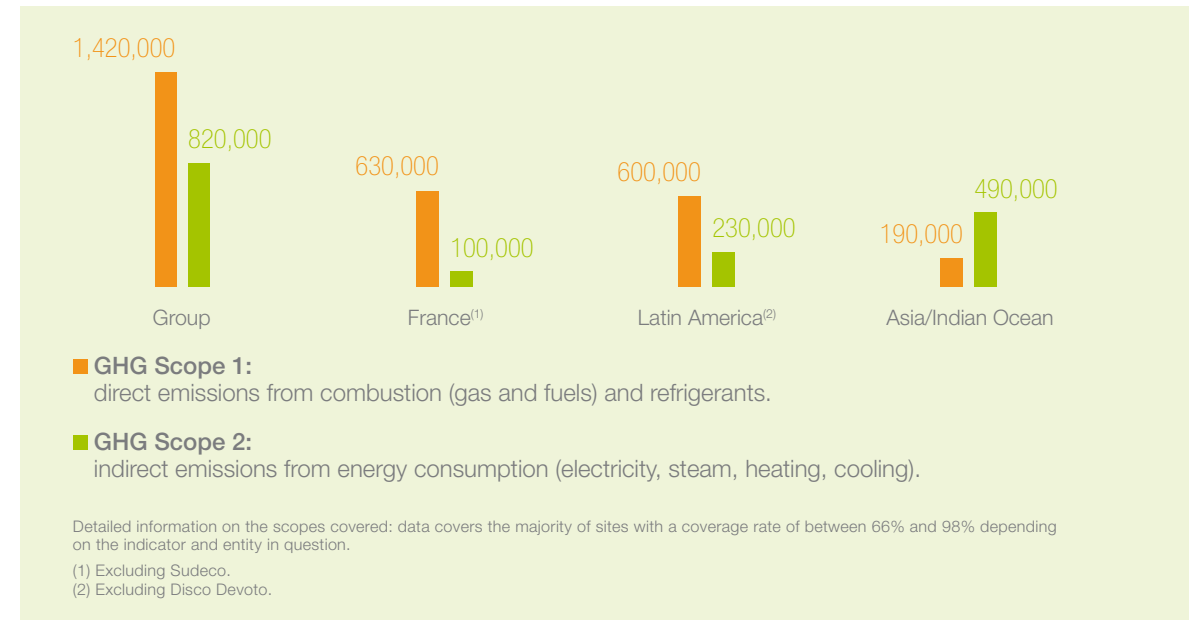 1,420,000
820,000
630,000
100,000
600,000
230,000
190,000
490,000
Group
France(1)
Latin America(2)
Asia/Indian Ocean
GHG Scope 1:
direct emissions from combustion (gas and fuels) and refrigerants.
GHG Scope 2:
indirect emissions from energy consumption (electricity, steam, heating, cooling).
Detailed information on the scopes covered: data covers the majority of sites with a coverage rate of between 66% and 98% depending
on the indicator and entity in question.
(1) Excluding Sudeco.
(2) Excluding Disco Devoto.